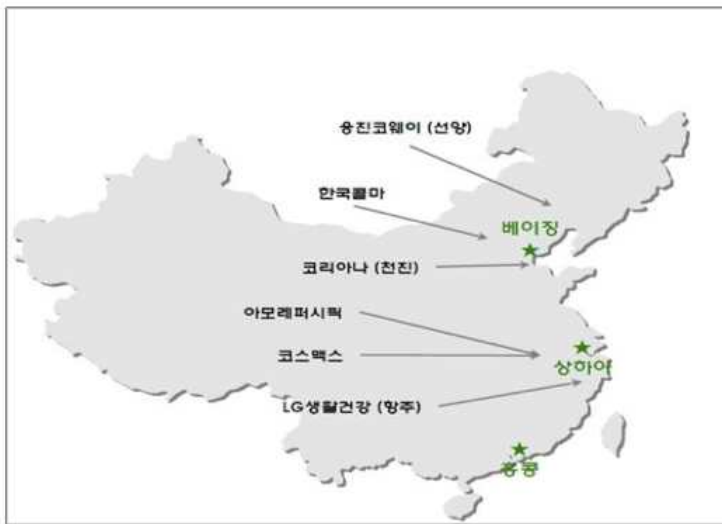 웅진코웨이 (선양)
한국콜마
베이징
코리아나 (천진)
아모레퍼시픽
코스맥스
상하이
LG생활건강 (항주)
홍콩